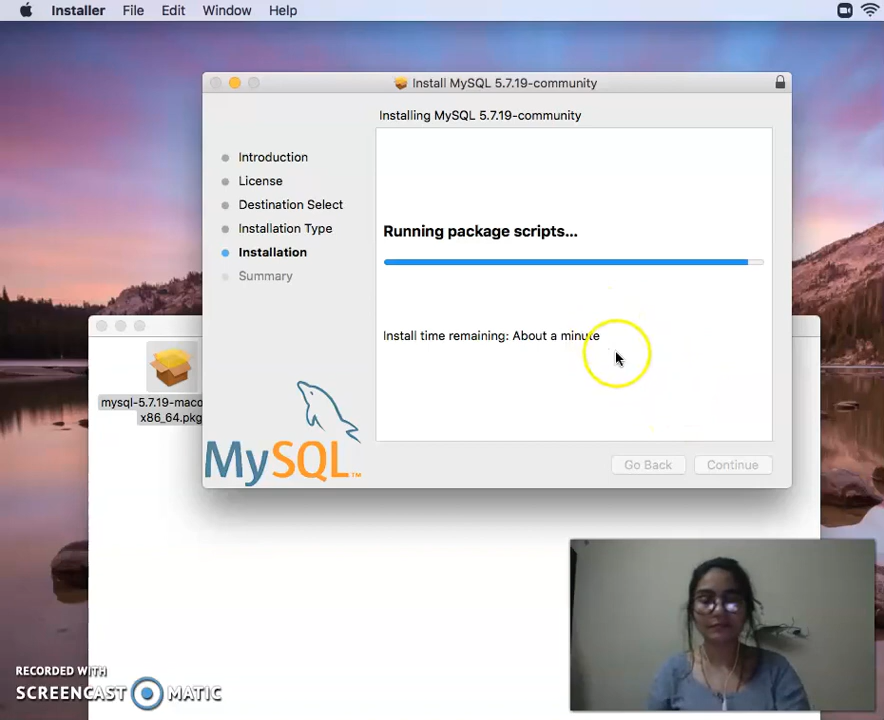 Installer File Edit Window Help
Install MySQL 5.7.19-community
Installing MySQL 5.7.19-community
Introduction
License
Destination Select
Installation Type
Installation
Summary
Running package scripts...
Install time remaining: About a minute
mysql-5.7.19-maco
x86_64.pkg
MySQL™
Go Back Continue
RECORDED WITH
SCREENCAST MATIC